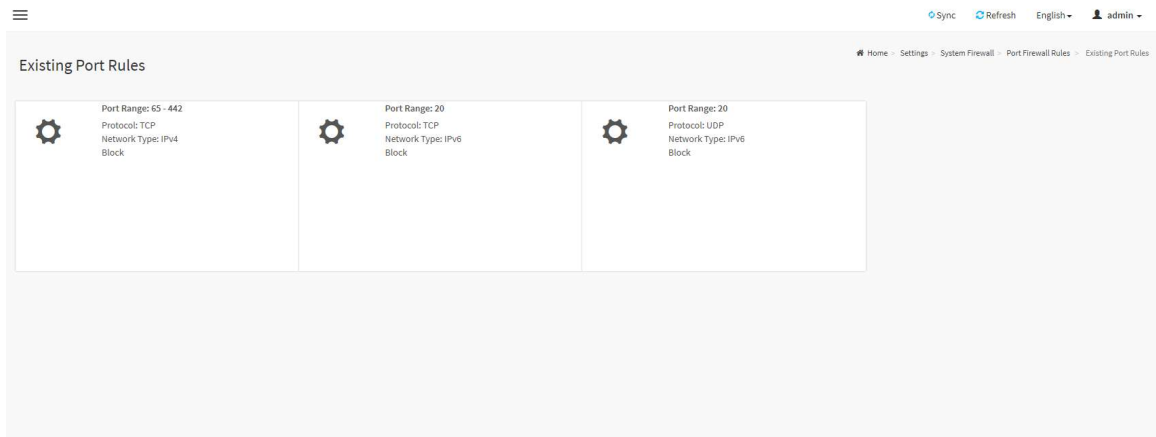 Sync Refresh English admin
Home > Settings > System Firewall > Port Firewall Rules > Existing Port Rules
Existing Port Rules
Port Range: 65 - 442
Protocol: TCP
Network Type: IPv4
Block
Port Range: 20
Protocol: TCP
Network Type: IPv6
Block
Port Range: 20
Protocol: UDP
Network Type: IPv6
Block